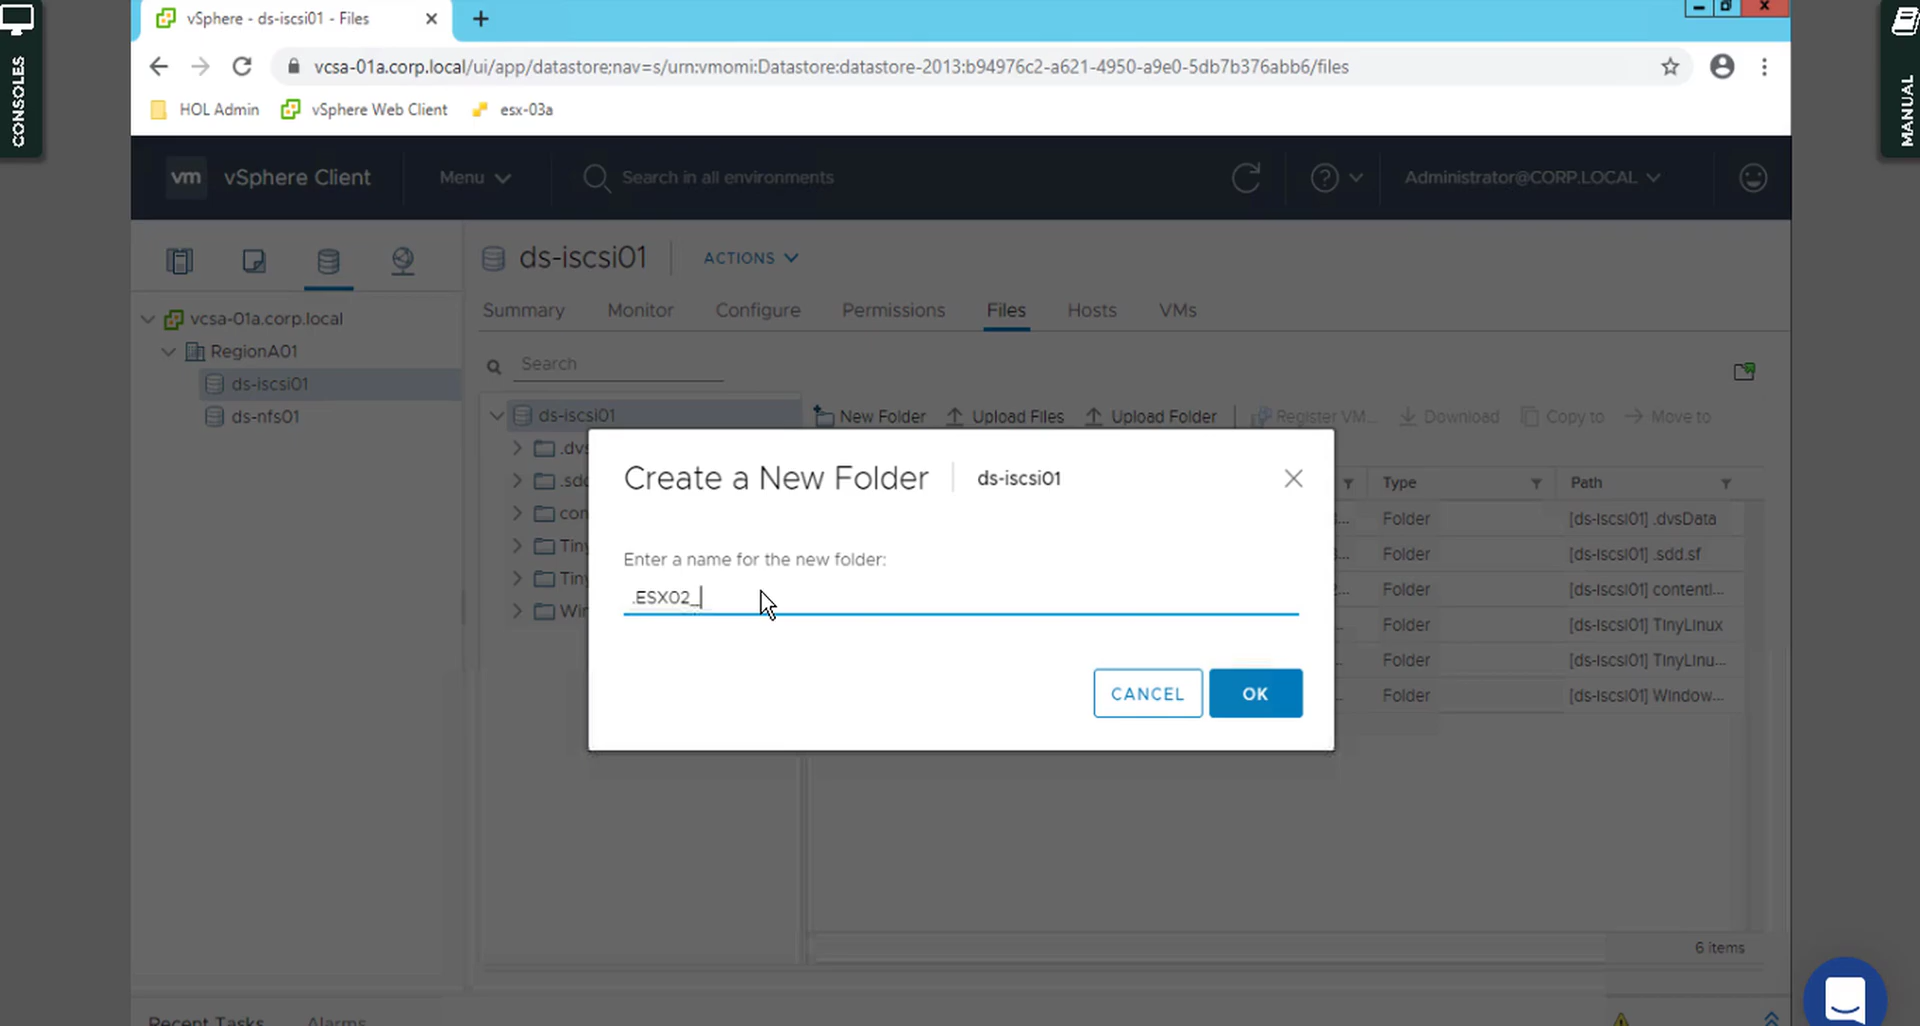 CONSOLES
MANUAL
vSphere - ds-iscsi01 - Files
vcsa-01a.corp.local/ui/app/datastore;nav=s/urn:vmomi:Datastore:datastore-2013:b94976c2-a621-4950-a9e0-5db7b376abb6/files
HOL Admin vSphere Web Client esx-03a
vm vSphere Client Menu Search in all environments Administrator@CORP.LOCAL
ds-iscsi01 ACTIONS
Summary Monitor Configure Permissions Files Hosts VMs
vcsa-01a.corp.local
RegionA01
ds-iscsi01
ds-nfs01
Search
ds-iscsi01
New Folder Upload Files Upload Folder Register VM... Download Copy to Move to
.dvs
.sdd
con
Tin
Tin
Win
Type Path
Folder [ds-iscsi01] .dvsData
Folder [ds-iscsi01] .sdd.sf
Folder [ds-iscsi01] contentl...
Folder [ds-iscsi01] TinyLinux
Folder [ds-iscsi01] TinyLinu...
Folder [ds-iscsi01] Window...
Create a New Folder ds-iscsi01
Enter a name for the new folder:
.ESX02_
CANCEL OK
6 items
Recent Tasks Alarms